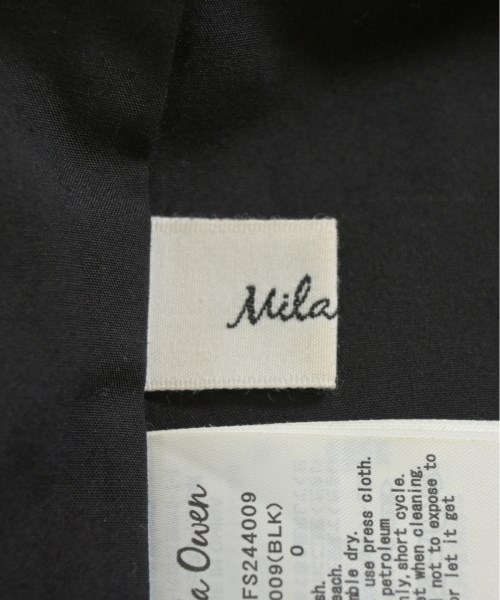 Mila
a Owen
FS244009
009(BLK)
0
sh.
each.
mble dry.
use press cloth.
petroleum
nly, short cycle.
et when cleaning.
d not to expose to
or let it get